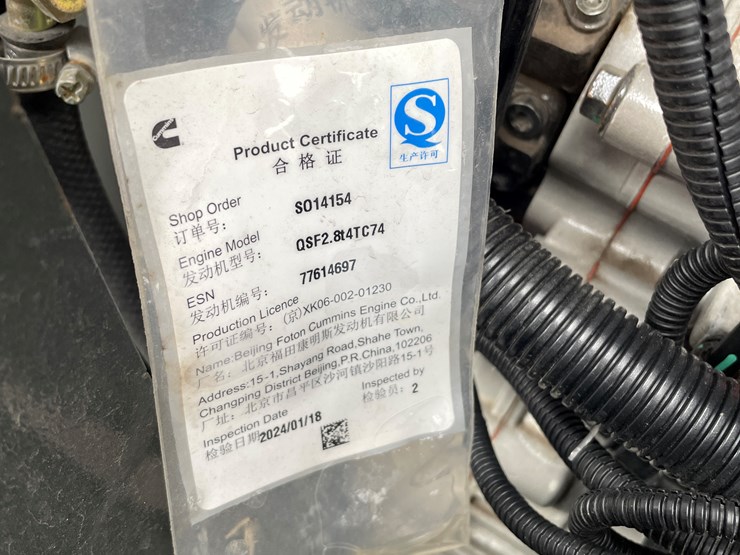 发动机
Product Certificate
合格证
生产许可
Shop Order
订单号: SO14154
Engine Model
发动机型号: QSF2.8t4TC74
ESN
发动机编号: 77614697
Production Licence
许可证编号: (京)XK06-002-01230
Name:Beijing Foton Cummins Engine Co.,Ltd.
厂名: 北京福田康明斯发动机有限公司
Address:15-1,Shayang Road,Shahe Town,
Changping District Beijing,P.R.China,102206
厂址: 北京市昌平区沙河镇沙阳路15-1号
Inspection Date Inspected by
检验日期: 2024/01/18 检验员: 2